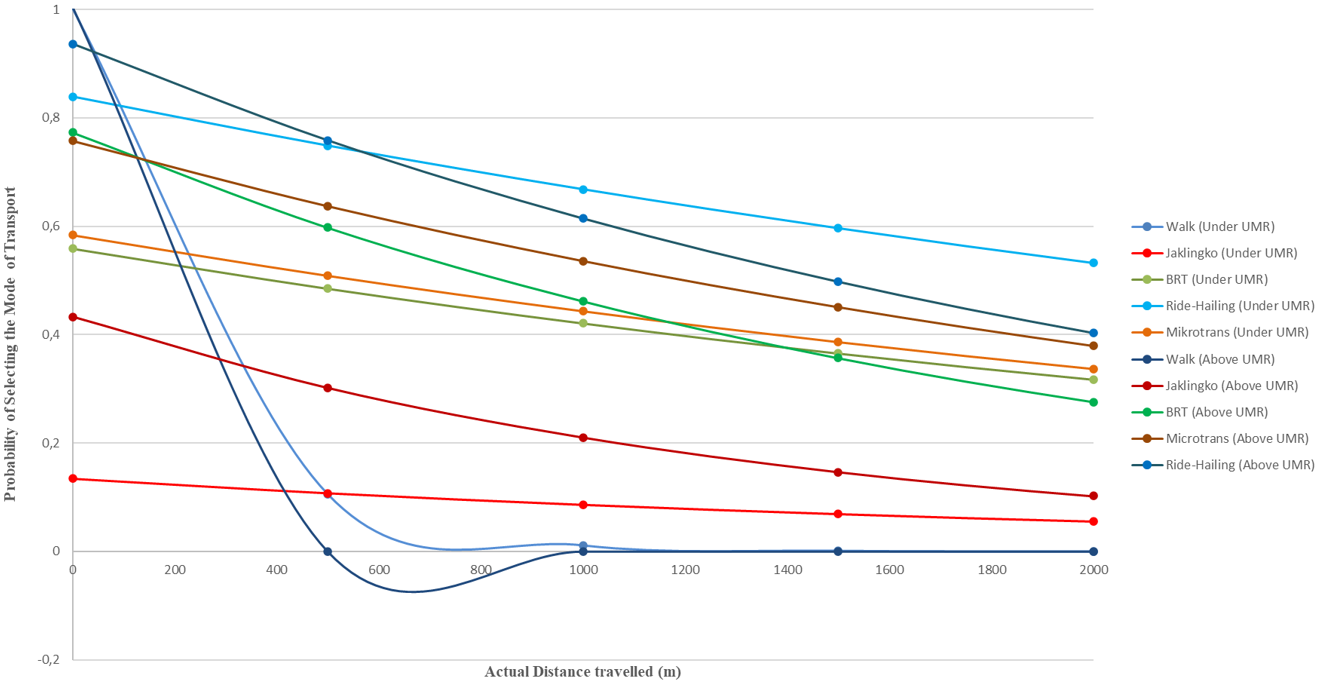 1
0,8
0,6
0,4
0,2
0
-0,2
0 200 400 600 800 1000 1200 1400 1600 1800 2000
Probability of Selecting the Mode of Transport
Actual Distance travelled (m)
Walk (Under UMR)
Jaklingko (Under UMR)
BRT (Under UMR)
Ride-Hailing (Under UMR)
Mikrotrans (Under UMR)
Walk (Above UMR)
Jaklingko (Above UMR)
BRT (Above UMR)
Microtrans (Above UMR)
Ride-Hailing (Above UMR)